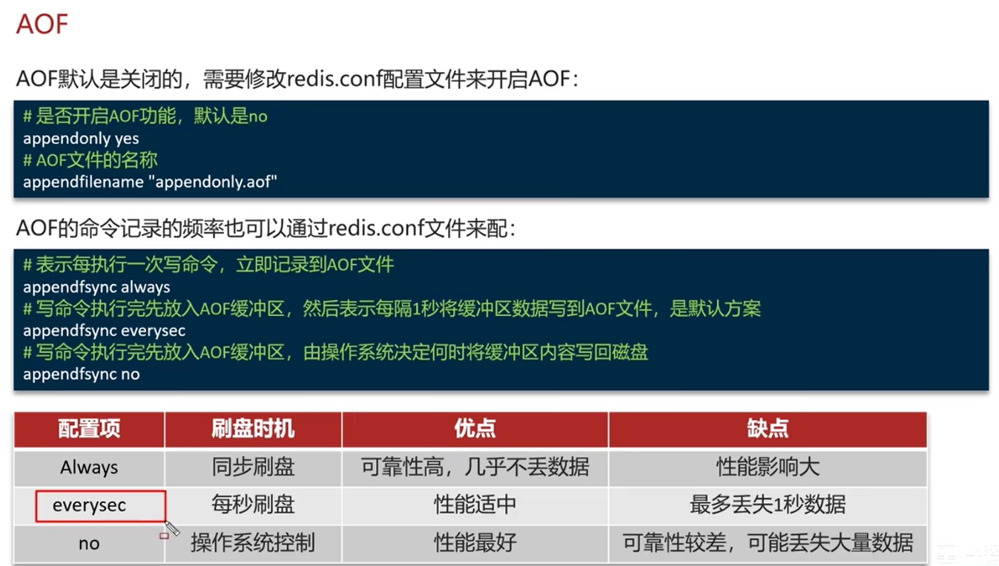 AOF
AOF默认是关闭的，需要修改redis.conf配置文件来开启AOF：
# 是否开启AOF功能，默认是no
appendonly yes
# AOF文件的名称
appendfilename "appendonly.aof"
AOF的命令记录的频率也可以通过redis.conf文件来配：
# 表示每执行一次写命令，立即记录到AOF文件
appendfsync always
# 写命令执行完先放入AOF缓冲区，然后表示每隔1秒将缓冲区数据写到AOF文件，是默认方案
appendfsync everysec
# 写命令执行完先放入AOF缓冲区，由操作系统决定何时将缓冲区内容写回磁盘
appendfsync no
配置项 刷盘时机 优点 缺点
Always 同步刷盘 可靠性高，几乎不丢数据 性能影响大
everysec 每秒刷盘 性能适中 最多丢失1秒数据
no 操作系统控制 性能最好 可靠性较差，可能丢失大量数据